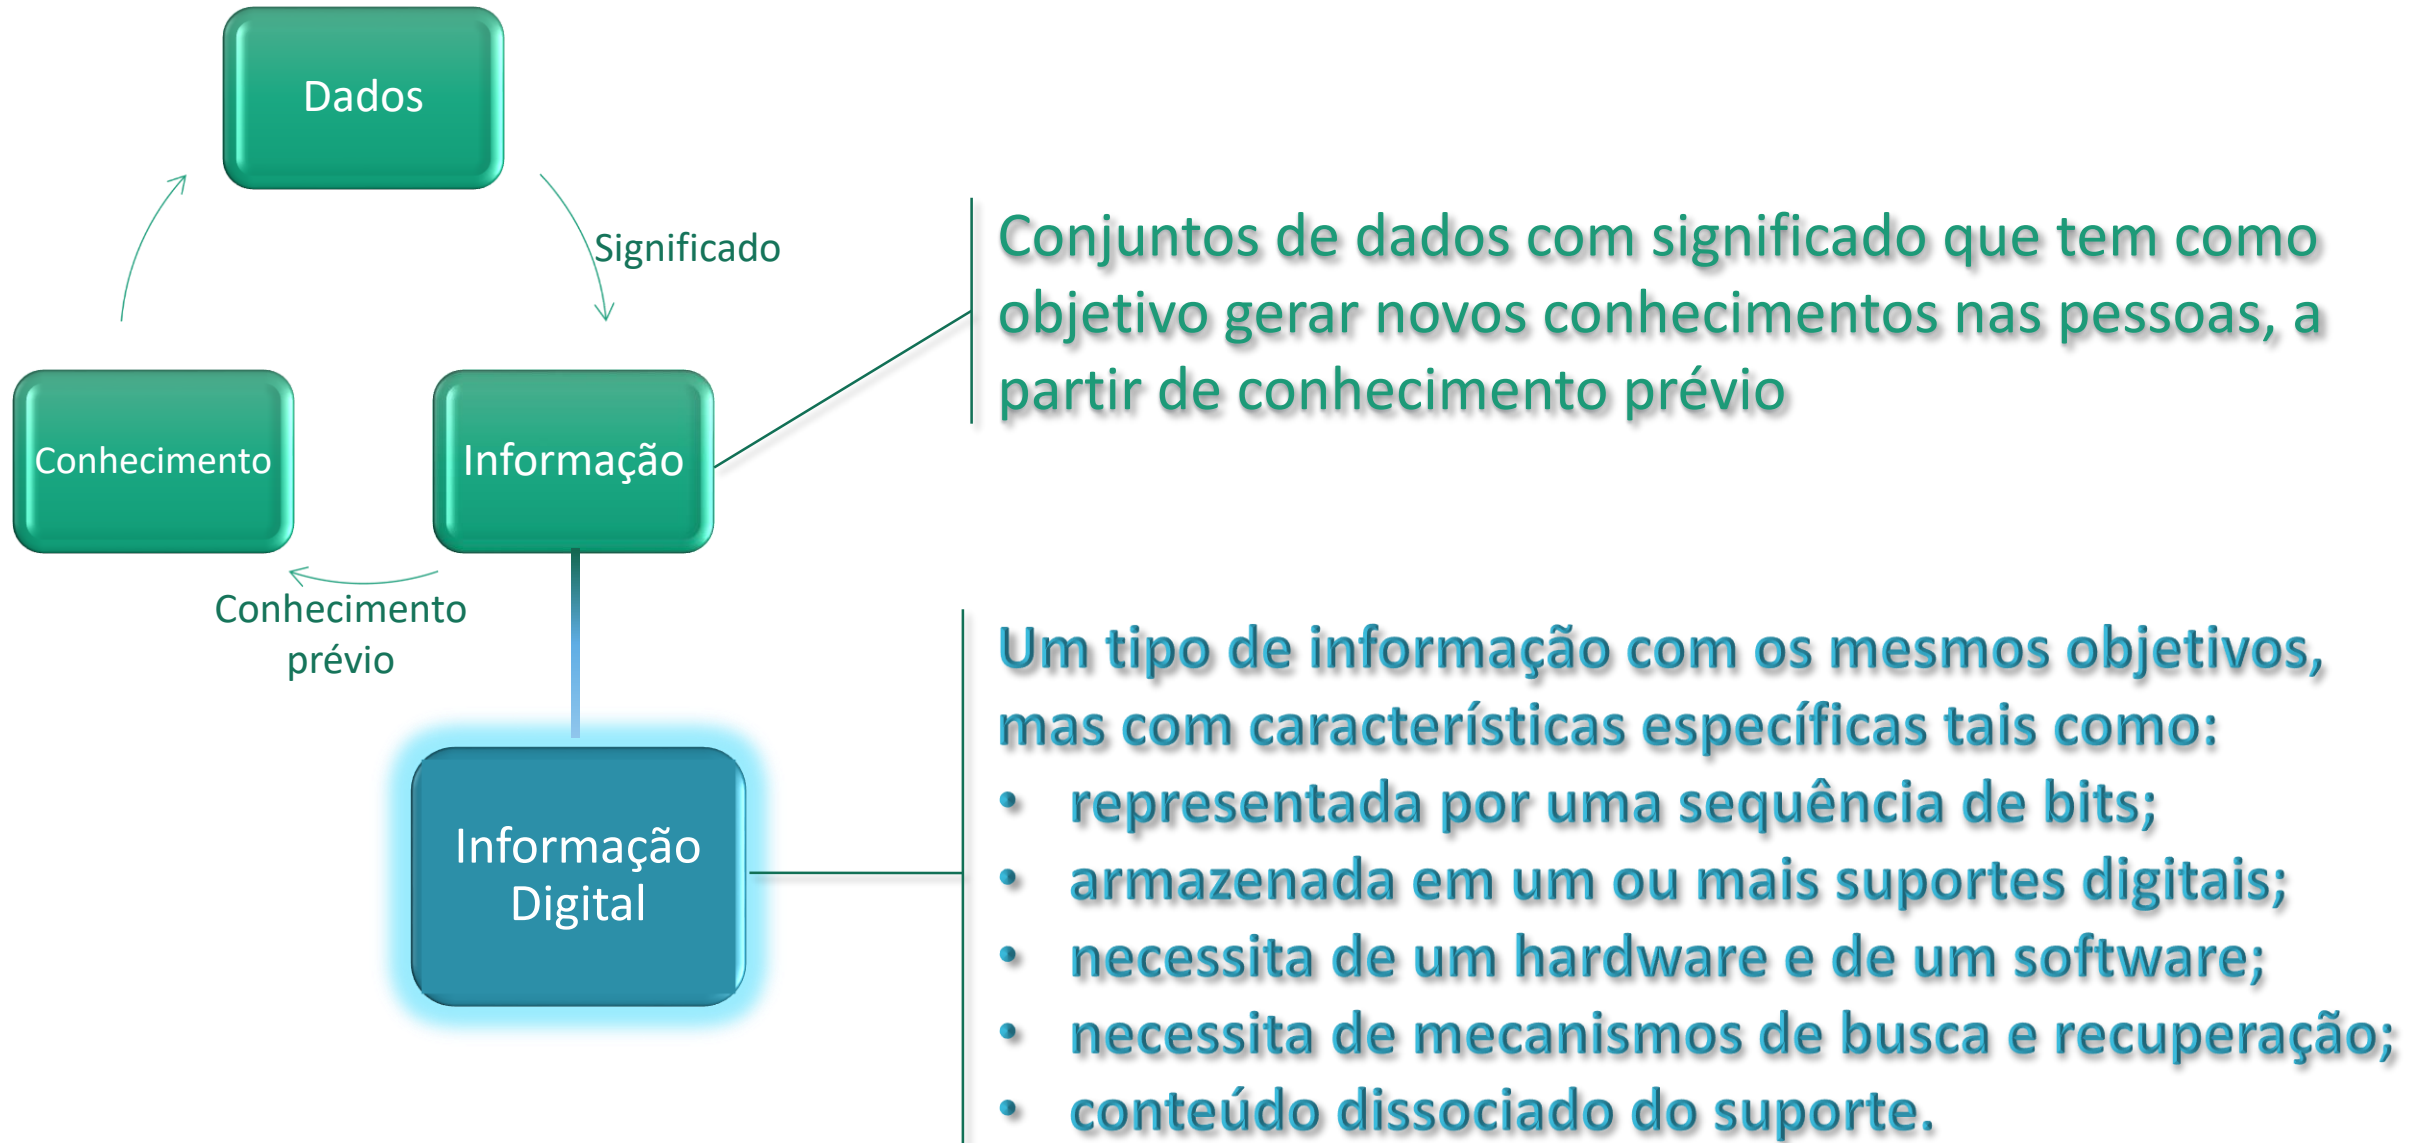 Dados
Significado
Conhecimento
Informação
Conhecimento
prévio
Informação
Digital
Conjuntos de dados com significado que tem como
objetivo gerar novos conhecimentos nas pessoas, a
partir de conhecimento prévio
Um tipo de informação com os mesmos objetivos,
mas com características específicas tais como:
• representada por uma sequência de bits;
• armazenada em um ou mais suportes digitais;
• necessita de um hardware e de um software;
• necessita de mecanismos de busca e recuperação;
• conteúdo dissociado do suporte.